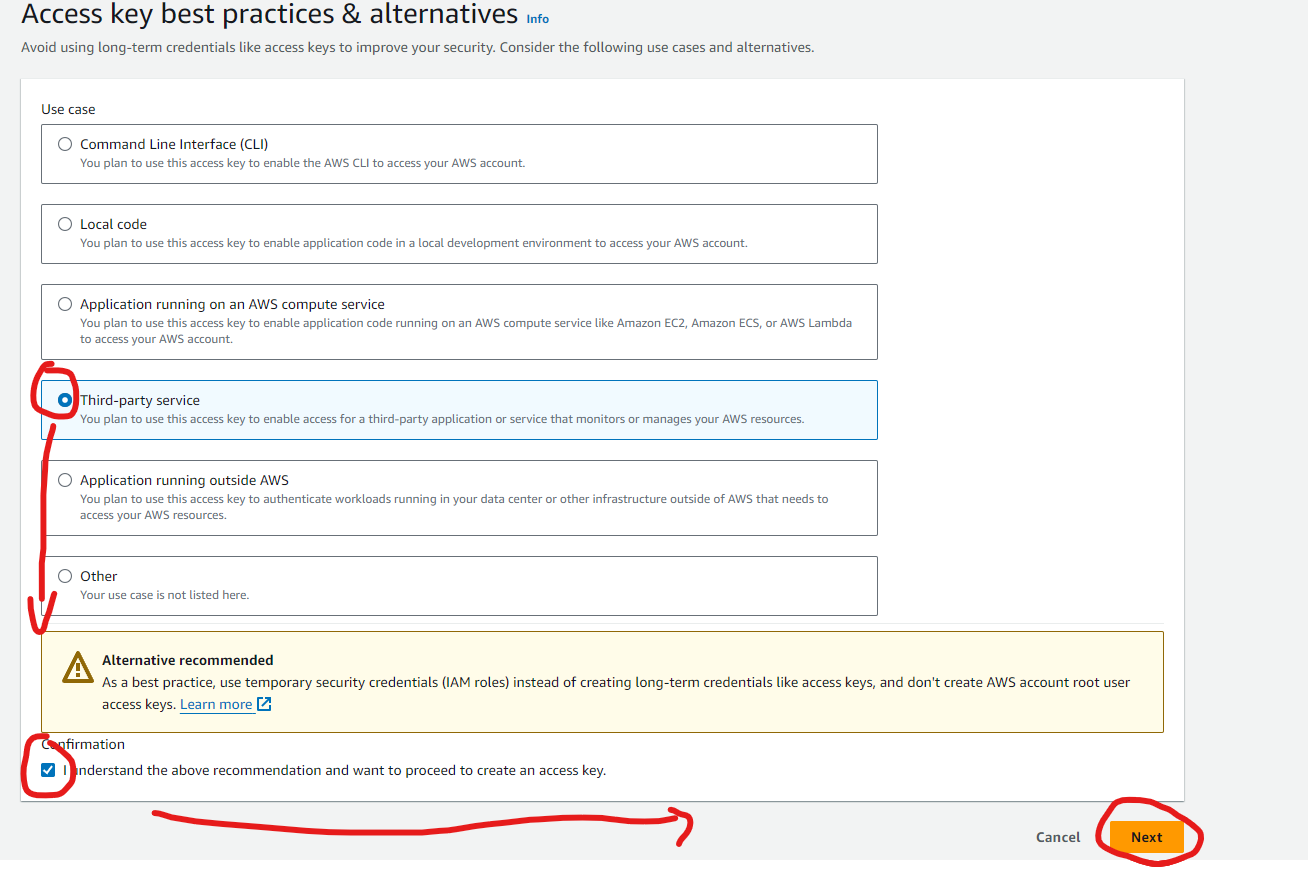 Access key best practices & alternatives Info
Avoid using long-term credentials like access keys to improve your security. Consider the following use cases and alternatives.
Use case
Command Line Interface (CLI)
You plan to use this access key to enable the AWS CLI to access your AWS account.
Local code
You plan to use this access key to enable application code in a local development environment to access your AWS account.
Application running on an AWS compute service
You plan to use this access key to enable application code running on an AWS compute service like Amazon EC2, Amazon ECS, or AWS Lambda
to access your AWS account.
Third-party service
You plan to use this access key to enable access for a third-party application or service that monitors or manages your AWS resources.
Application running outside AWS
You plan to use this access key to authenticate workloads running in your data center or other infrastructure outside of AWS that needs to
access your AWS resources.
Other
Your use case is not listed here.
Alternative recommended
As a best practice, use temporary security credentials (IAM roles) instead of creating long-term credentials like access keys, and don't create AWS account root user
access keys. Learn more
Confirmation
I understand the above recommendation and want to proceed to create an access key.
Cancel
Next